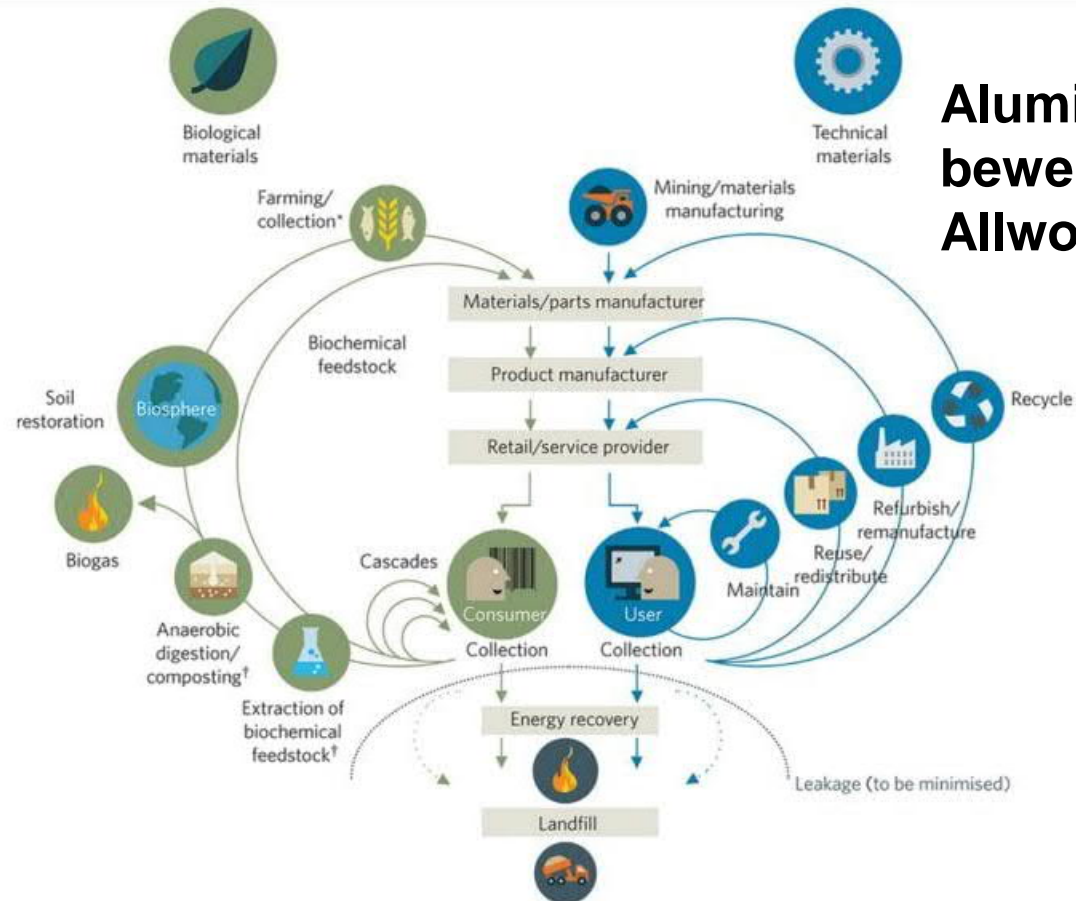 Biological
materials
Technical
materials
Alumi
bewe
Allwo
Farming/
collection*
Mining/materials
manufacturing
Materials/parts manufacturer
Biochemical
feedstock
Product manufacturer
Soil
restoration
Biosphere
Recycle
Retail/service provider
Refurbish/
remanufacture
Biogas
Cascades
Reuse/
redistribute
Maintain
Consumer
User
Anaerobic
digestion/
composting†
Collection
Collection
Extraction of
biochemical
feedstock†
Energy recovery
Leakage (to be minimised)
Landfill